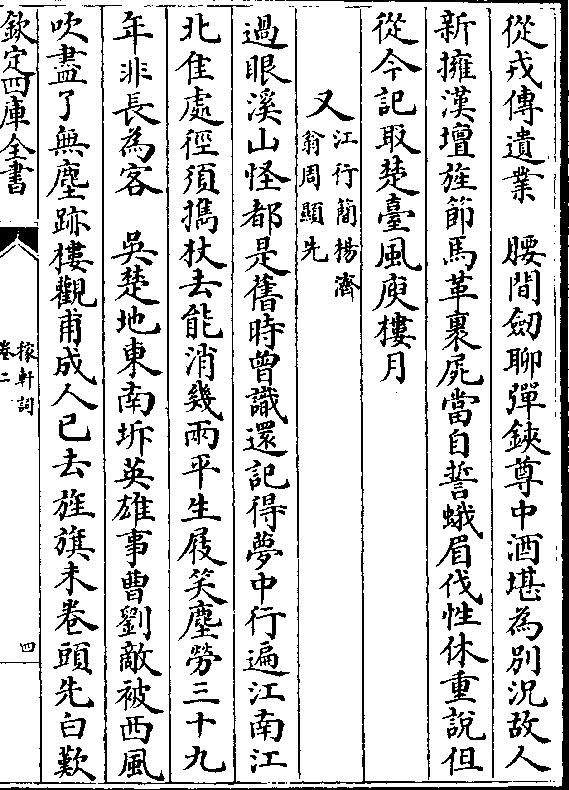 從戎傳遺業　腰間劒聊彈鋏尊中酒堪為別況故人
新擁漢壇旌節馬革裹屍當自誓蛾眉伐性休重說但
從今記取楚臺風庾樓月
又江行簡楊濟
翁周顯先
過眼溪山怪都是舊時曾識還記得夢中行遍江南江
北佳處徑須攜杖去能消幾兩平生屐笑塵勞三十九
年非長為客　吳楚地東南坼英雄事曹劉敵被西風
吹盡了無塵跡樓觀甫成人已去旌旗未卷頭先白歎
欽定四庫全書
稼軒詞
卷二
四